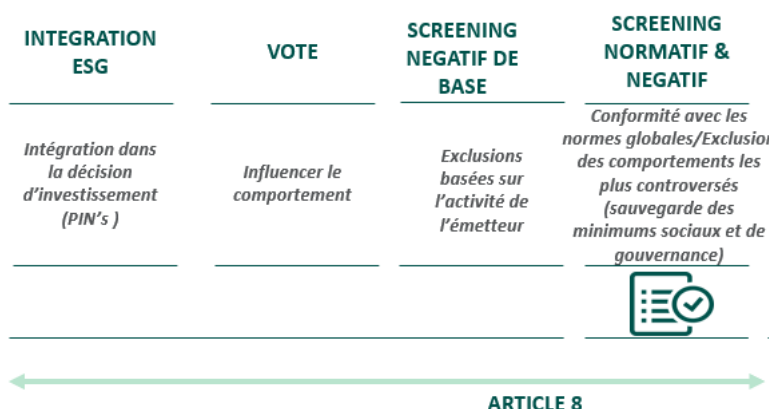 INTEGRATION
ESG
VOTE
SCREENING
NEGATIF DE
BASE
SCREENING
NORMATIF &
NEGATIF
Intégration dans
la décision
d'investissement
(PIN's )
Influencer le
comportement
Exclusions
basées sur
l'activité de
l'émetteur
Conformité avec les
normes globales/Exclusion
des comportements les
plus controversés
(sauvegarde des
minimums sociaux et de
gouvernance)
ARTICLE 8